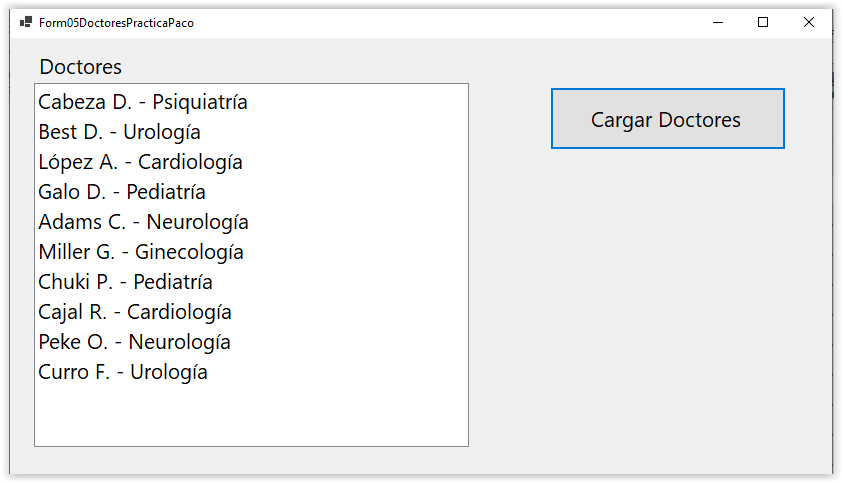 Form05DoctoresPracticaPaco
Doctores
Cabeza D. - Psiquiatría
Best D. - Urología
López A. - Cardiología
Galo D. - Pediatría
Adams C. - Neurología
Miller G. - Ginecología
Chuki P. - Pediatría
Cajal R. - Cardiología
Peke O. - Neurología
Curro F. - Urología
Cargar Doctores